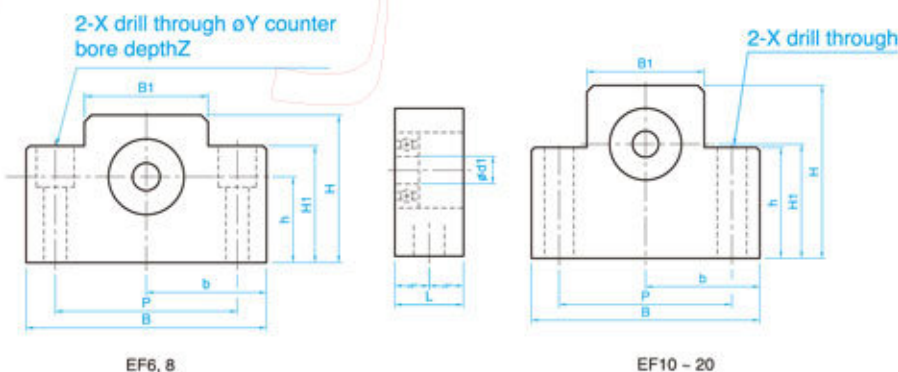 2-X drill through øY counter
bore depthZ
2-X drill through
B1
B1
H
H1
h
ød1
H
H1
h
b
P
B
L
b
P
B
EF6, 8
EF10 ~ 20